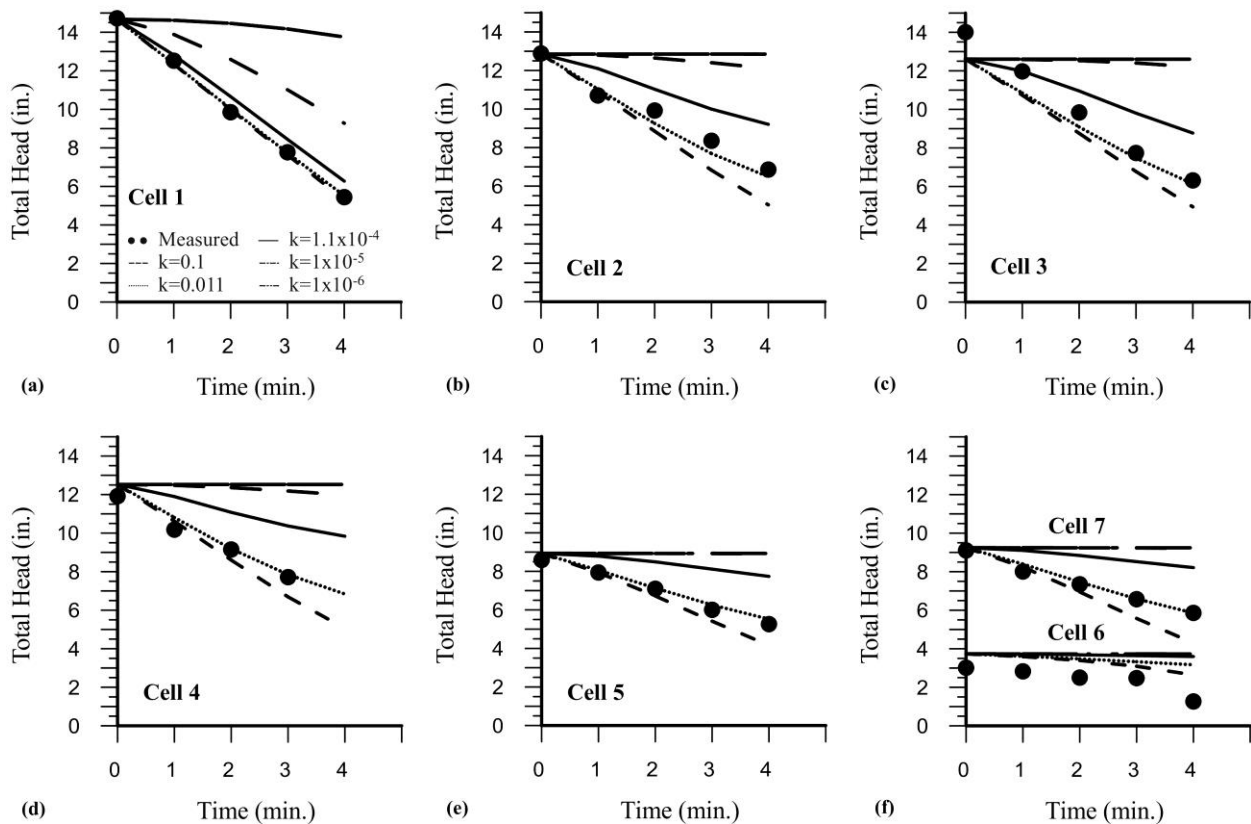 Total Head (in.)
14
12
10
8
6
4
2
0
Cell 1
Measured
k=0.1
k=0.011
k=1.1x10-4
k=1x10-5
k=1x10-6
0 1 2 3 4
(a) Time (min.)
Total Head (in.)
14
12
10
8
6
4
2
0
Cell 2
0 1 2 3 4
(b) Time (min.)
Total Head (in.)
14
12
10
8
6
4
2
0
Cell 3
0 1 2 3 4
(c) Time (min.)
Total Head (in.)
14
12
10
8
6
4
2
0
Cell 4
0 1 2 3 4
(d) Time (min.)
Total Head (in.)
14
12
10
8
6
4
2
0
Cell 5
0 1 2 3 4
(e) Time (min.)
Total Head (in.)
14
12
10
8
6
4
2
0
Cell 7
Cell 6
0 1 2 3 4
(f) Time (min.)